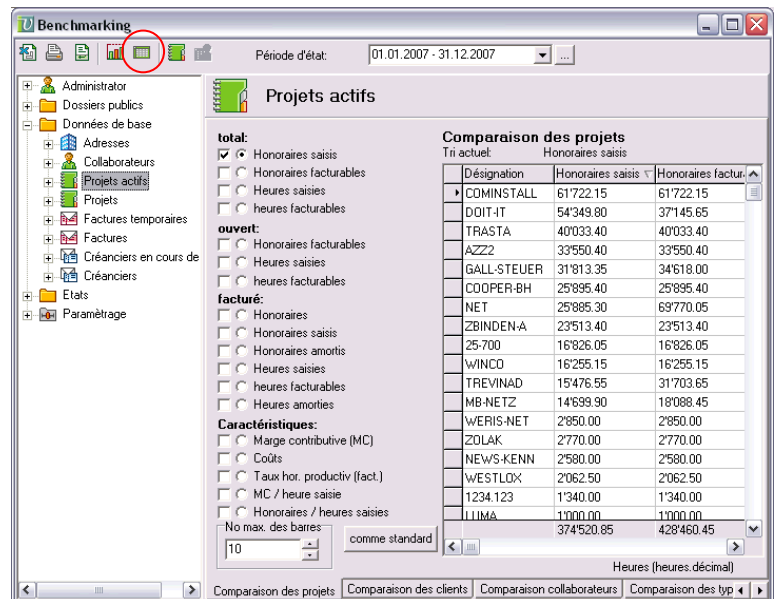 Benchmarking
Période d'état: 01.01.2007 - 31.12.2007 ...
Administrator
Dossiers publics
Données de base
Adresses
Collaborateurs
Projets actifs
Projets
Factures temporaires
Factures
Créanciers en cours de
Créanciers
Etats
Paramètrage
Projets actifs
total:
Honoraires saisis
Honoraires facturables
Heures saisies
heures facturables
ouvert:
Honoraires facturables
Heures saisies
heures facturables
facturé:
Honoraires
Honoraires saisis
Honoraires amortis
Heures saisies
heures facturables
Heures amorties
Caractéristiques:
Marge contributive (MC)
Coûts
Taux hor. productiv (fact.)
MC / heure saisie
Honoraires / heures saisies
No max. des barres
10
comme standard
Comparaison des projets
Tri actuel: Honoraires saisis
Désignation Honoraires saisis Honoraires factur
COMINSTALL 61'722.15 61'722.15
DOIT-IT 54'349.80 37'145.65
TRASTA 40'033.40 40'033.40
AZZ2 33'550.40 33'550.40
GALL-STEUER 31'813.35 34'618.00
COOPER-BH 25'895.40 25'895.40
NET 25'885.30 69'770.05
ZBINDEN-A 23'513.40 23'513.40
25-700 16'826.05 16'826.05
WINCO 16'255.15 16'255.15
TREVINAD 15'476.55 31'703.65
MB-NETZ 14'699.90 18'088.45
WERIS-NET 2'850.00 2'850.00
ZOLAK 2'770.00 2'770.00
NEWS-KENN 2'580.00 2'580.00
WESTLOX 2'062.50 2'062.50
1234.123 1'340.00 1'340.00
LUMA 1'000.00 1'000.00
374'520.85 428'460.45
Heures (heures.décimal)
Comparaison des projets Comparaison des clients Comparaison collaborateurs Comparaison des typ